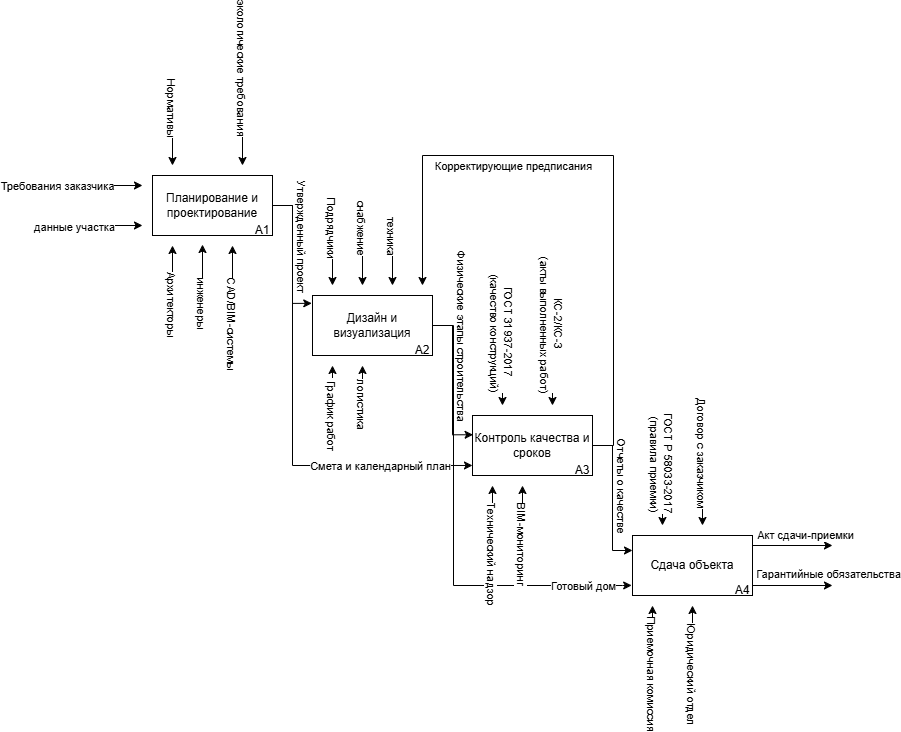 экологические требования
Нормативы
Требования заказчика
данные участка
Планирование и
проектирование
A1
Архитекторы
инженеры
CAD/BIM-системы
Утвержденный проект
Подрядчики
снабжение
техника
Корректирующие предписания
Дизайн и
визуализация
A2
График работ
логистика
Физические этапы строительства
ГОСТ 31937-2017
(качество конструкций)
КС-2/КС-3
(акты выполненных работ)
Смета и календарный план
Контроль качества и
сроков
A3
Технический надзор
BIM-мониторинг
Отчеты о качестве
ГОСТ Р 58033-2017
(правила приемки)
Договор с заказчиком
Готовый дом
Сдача объекта
A4
Акт сдачи-приемки
Гарантийные обязательства
Приемочная комиссия
Юридический отдел